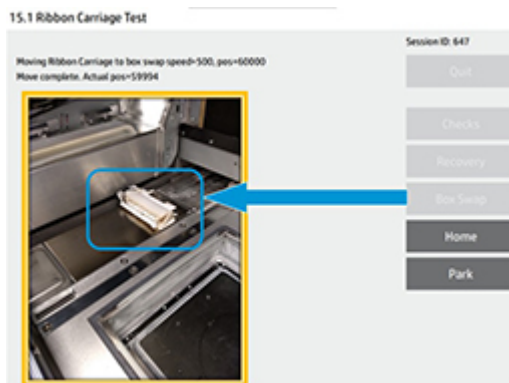 15.1 Ribbon Carriage Test
Session ID: 647
Moving Ribbon Carriage to box swap speed=500, pos=60000
Move complete. Actual pos=59994
Quit
Checks
Recovery
Box Swap
Home
Park